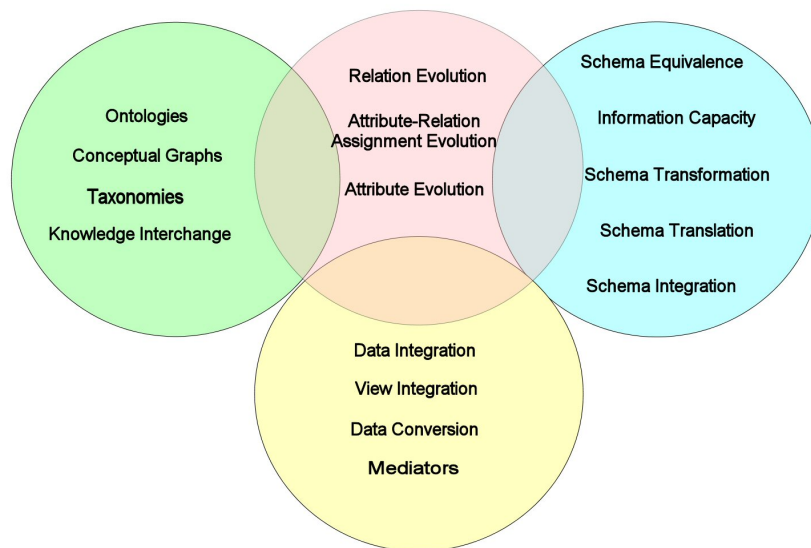 Ontologies
Conceptual Graphs
Taxonomies
Knowledge Interchange
Relation Evolution
Attribute-Relation
Assignment Evolution
Attribute Evolution
Schema Equivalence
Information Capacity
Schema Transformation
Schema Translation
Schema Integration
Data Integration
View Integration
Data Conversion
Mediators